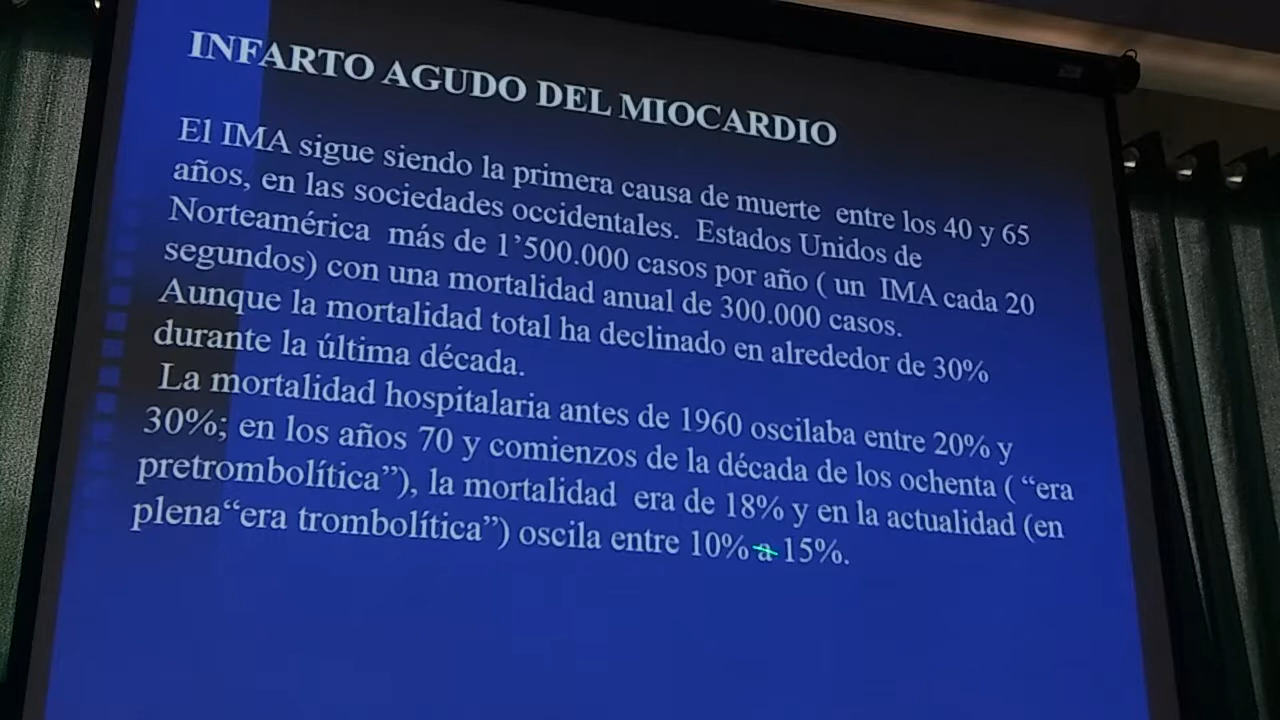 INFARTO AGUDO DEL MIOCARDIO
El IMA sigue siendo la primera causa de muerte entre los 40 y 65
años, en las sociedades occidentales. Estados Unidos de
Norteamérica más de 1’500.000 casos por año ( un IMA cada 20
segundos) con una mortalidad anual de 300.000 casos.
Aunque la mortalidad total ha declinado en alrededor de 30%
durante la última década.
La mortalidad hospitalaria antes de 1960 oscilaba entre 20% y
30%; en los años 70 y comienzos de la década de los ochenta ( “era
pretrombolítica”), la mortalidad era de 18% y en la actualidad (en
plena“era trombolítica”) oscila entre 10% a 15%.